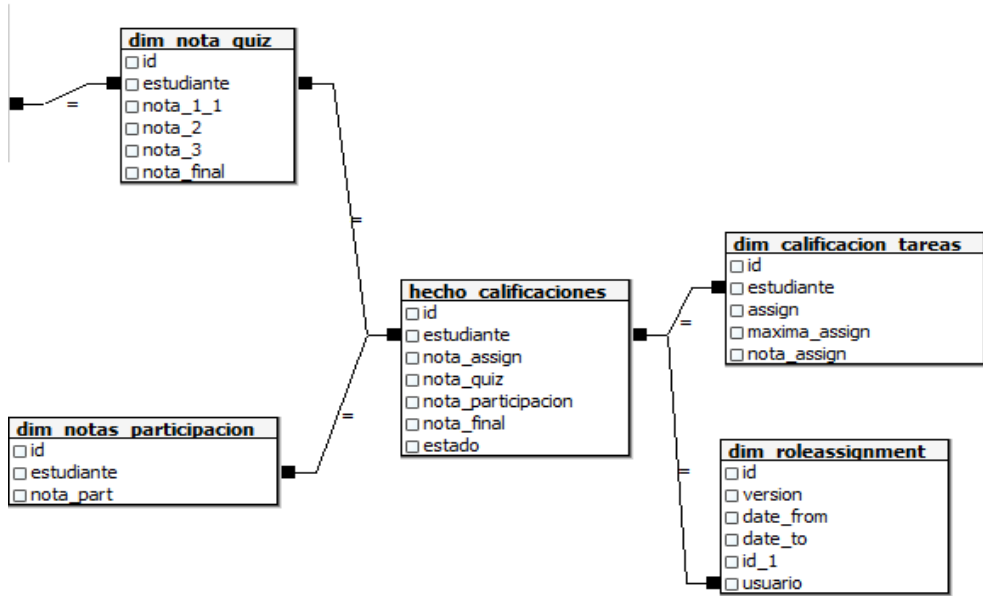 dim_nota_quiz
id
estudiante
nota_1_1
nota_2
nota_3
nota_final
=
=
dim_calificacion_tareas
id
estudiante
assign
maxima_assign
nota_assign
=
hecho_calificaciones
id
estudiante
nota_assign
nota_quiz
nota_participacion
nota_final
estado
=
dim_notas_participacion
id
estudiante
nota_part
dim_roleassignment
id
version
date_from
date_to
id_1
usuario
=